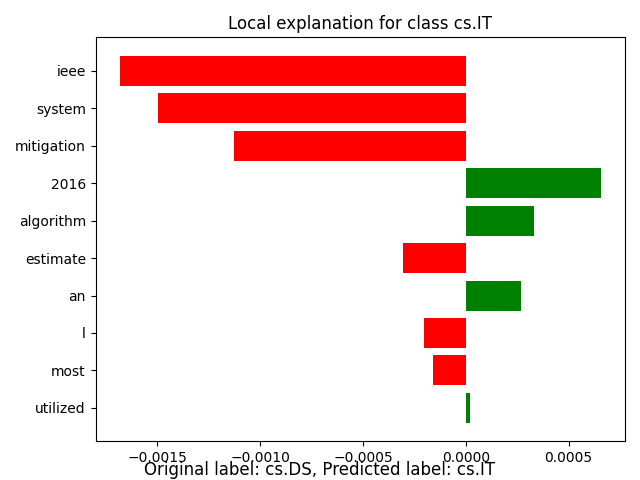 Local explanation for class cs.IT
ieee
system
mitigation
2016
algorithm
estimate
an
l
most
utilized
−0.0015 −0.0010 −0.0005 0.0000 0.0005
Original label: cs.DS, Predicted label: cs.IT